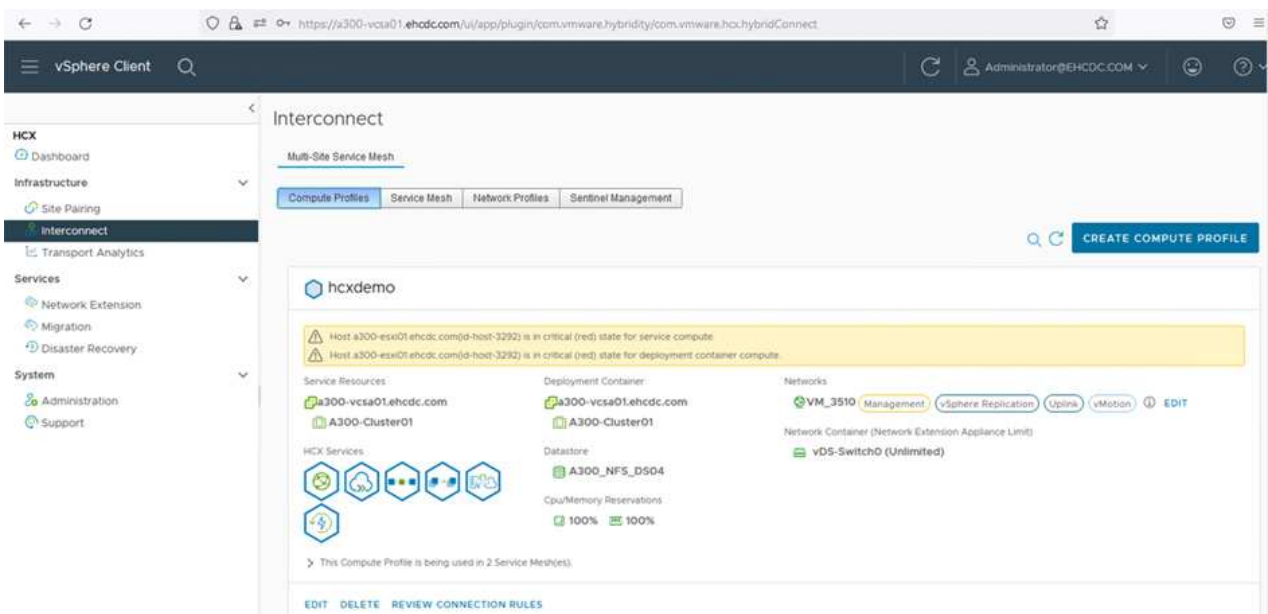 https://a300-vcsa01.ehcdc.com/ui/app/plugin/com.vmware.hybridity/com.vmware.hcx.hybridConnect
vSphere Client
Administrator@EHCDC.COM
HCX
Dashboard
Infrastructure
Site Pairing
Interconnect
Transport Analytics
Services
Network Extension
Migration
Disaster Recovery
System
Administration
Support
Interconnect
Multi-Site Service Mesh
Compute Profiles Service Mesh Network Profiles Sentinel Management
CREATE COMPUTE PROFILE
hcxdemo
Host a300-esxi01.ehcdc.com(id-host-3292) is in critical (red) state for service compute
Host a300-esxi01.ehcdc.com(id-host-3292) is in critical (red) state for deployment container compute.
Service Resources
a300-vcsa01.ehcdc.com
A300-Cluster01
HCX Services
Deployment Container
a300-vcsa01.ehcdc.com
A300-Cluster01
Datastore
A300_NFS_DS04
Cpu/Memory Reservations
100% 100%
Networks
VM_3510 Management vSphere Replication Uplink vMotion EDIT
Network Container (Network Extension Appliance Limit)
vDS-Switch0 (Unlimited)
This Compute Profile is being used in 2 Service Mesh(es).
EDIT DELETE REVIEW CONNECTION RULES